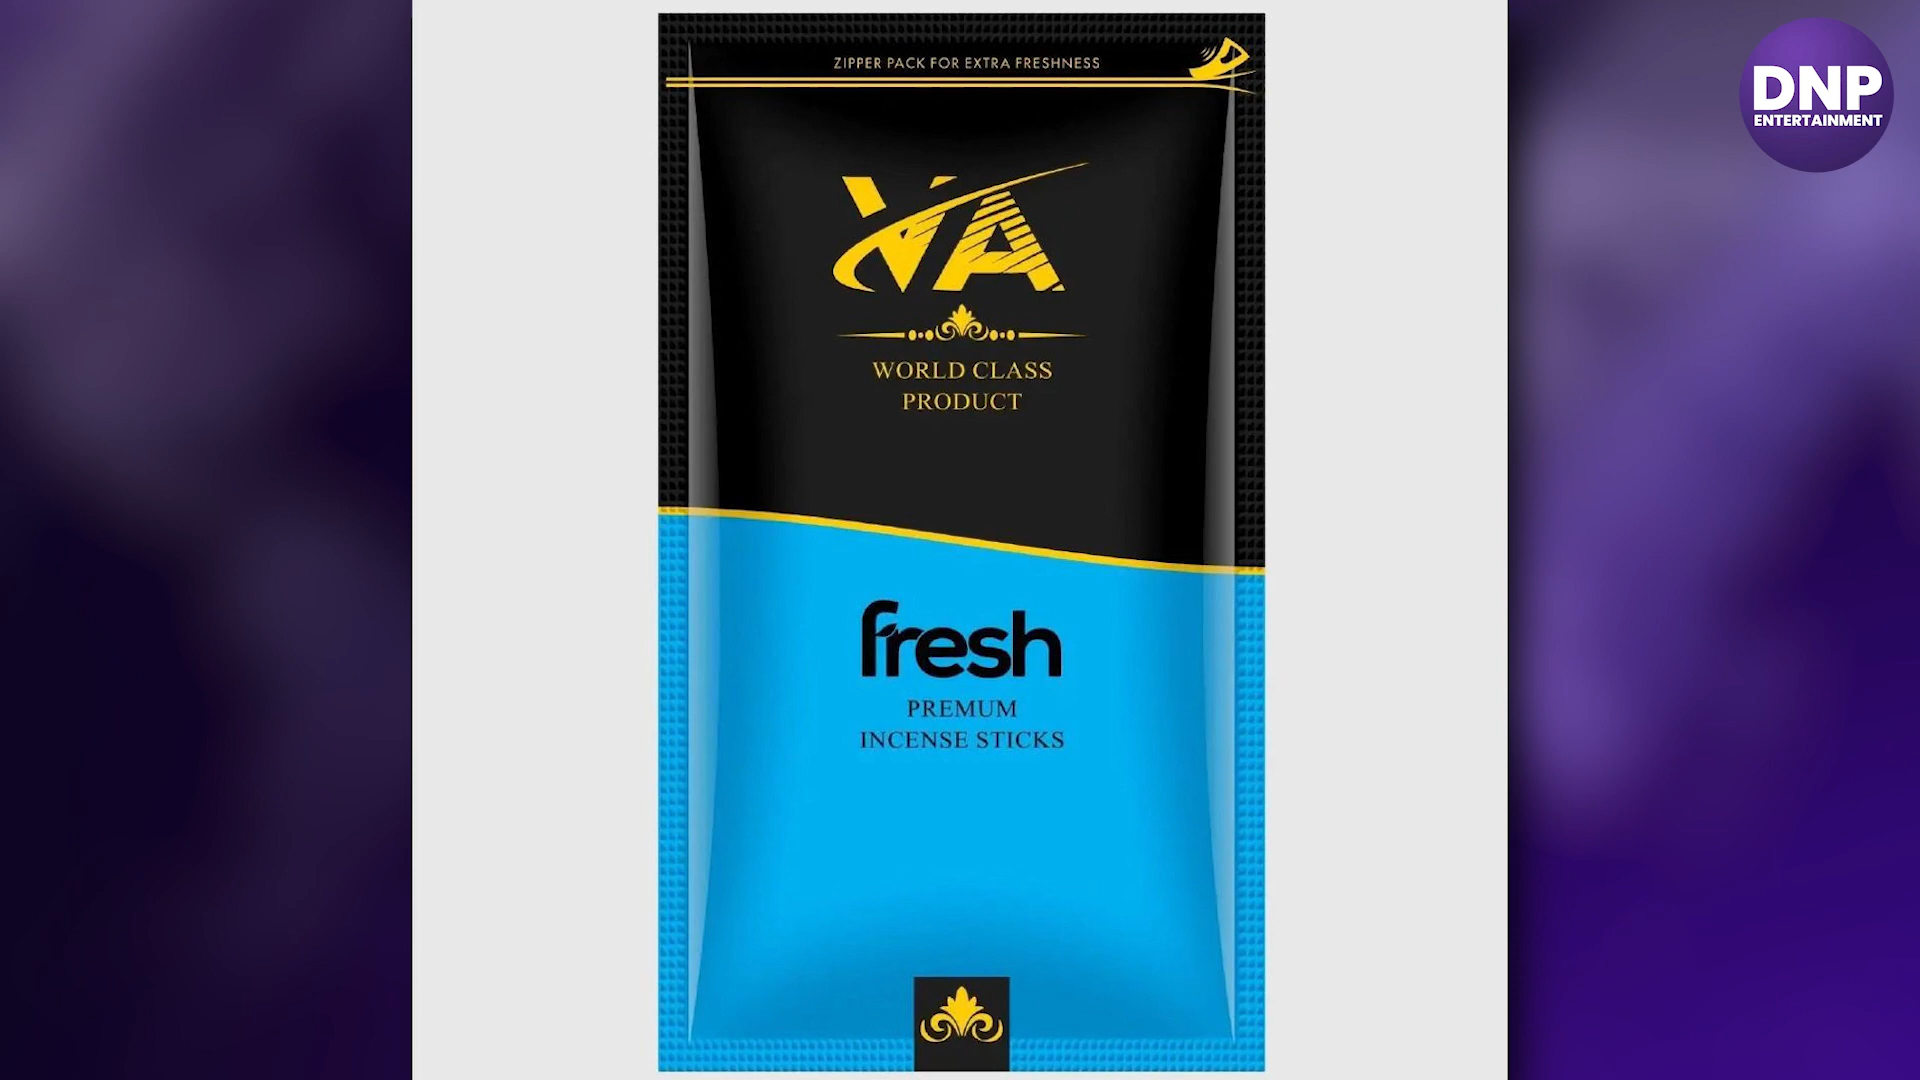 ZIPPER PACK FOR EXTRA FRESHNESS
VA
WORLD CLASS
PRODUCT
fresh
PREMUM
INCENSE STICKS
DNP
ENTERTAINMENT